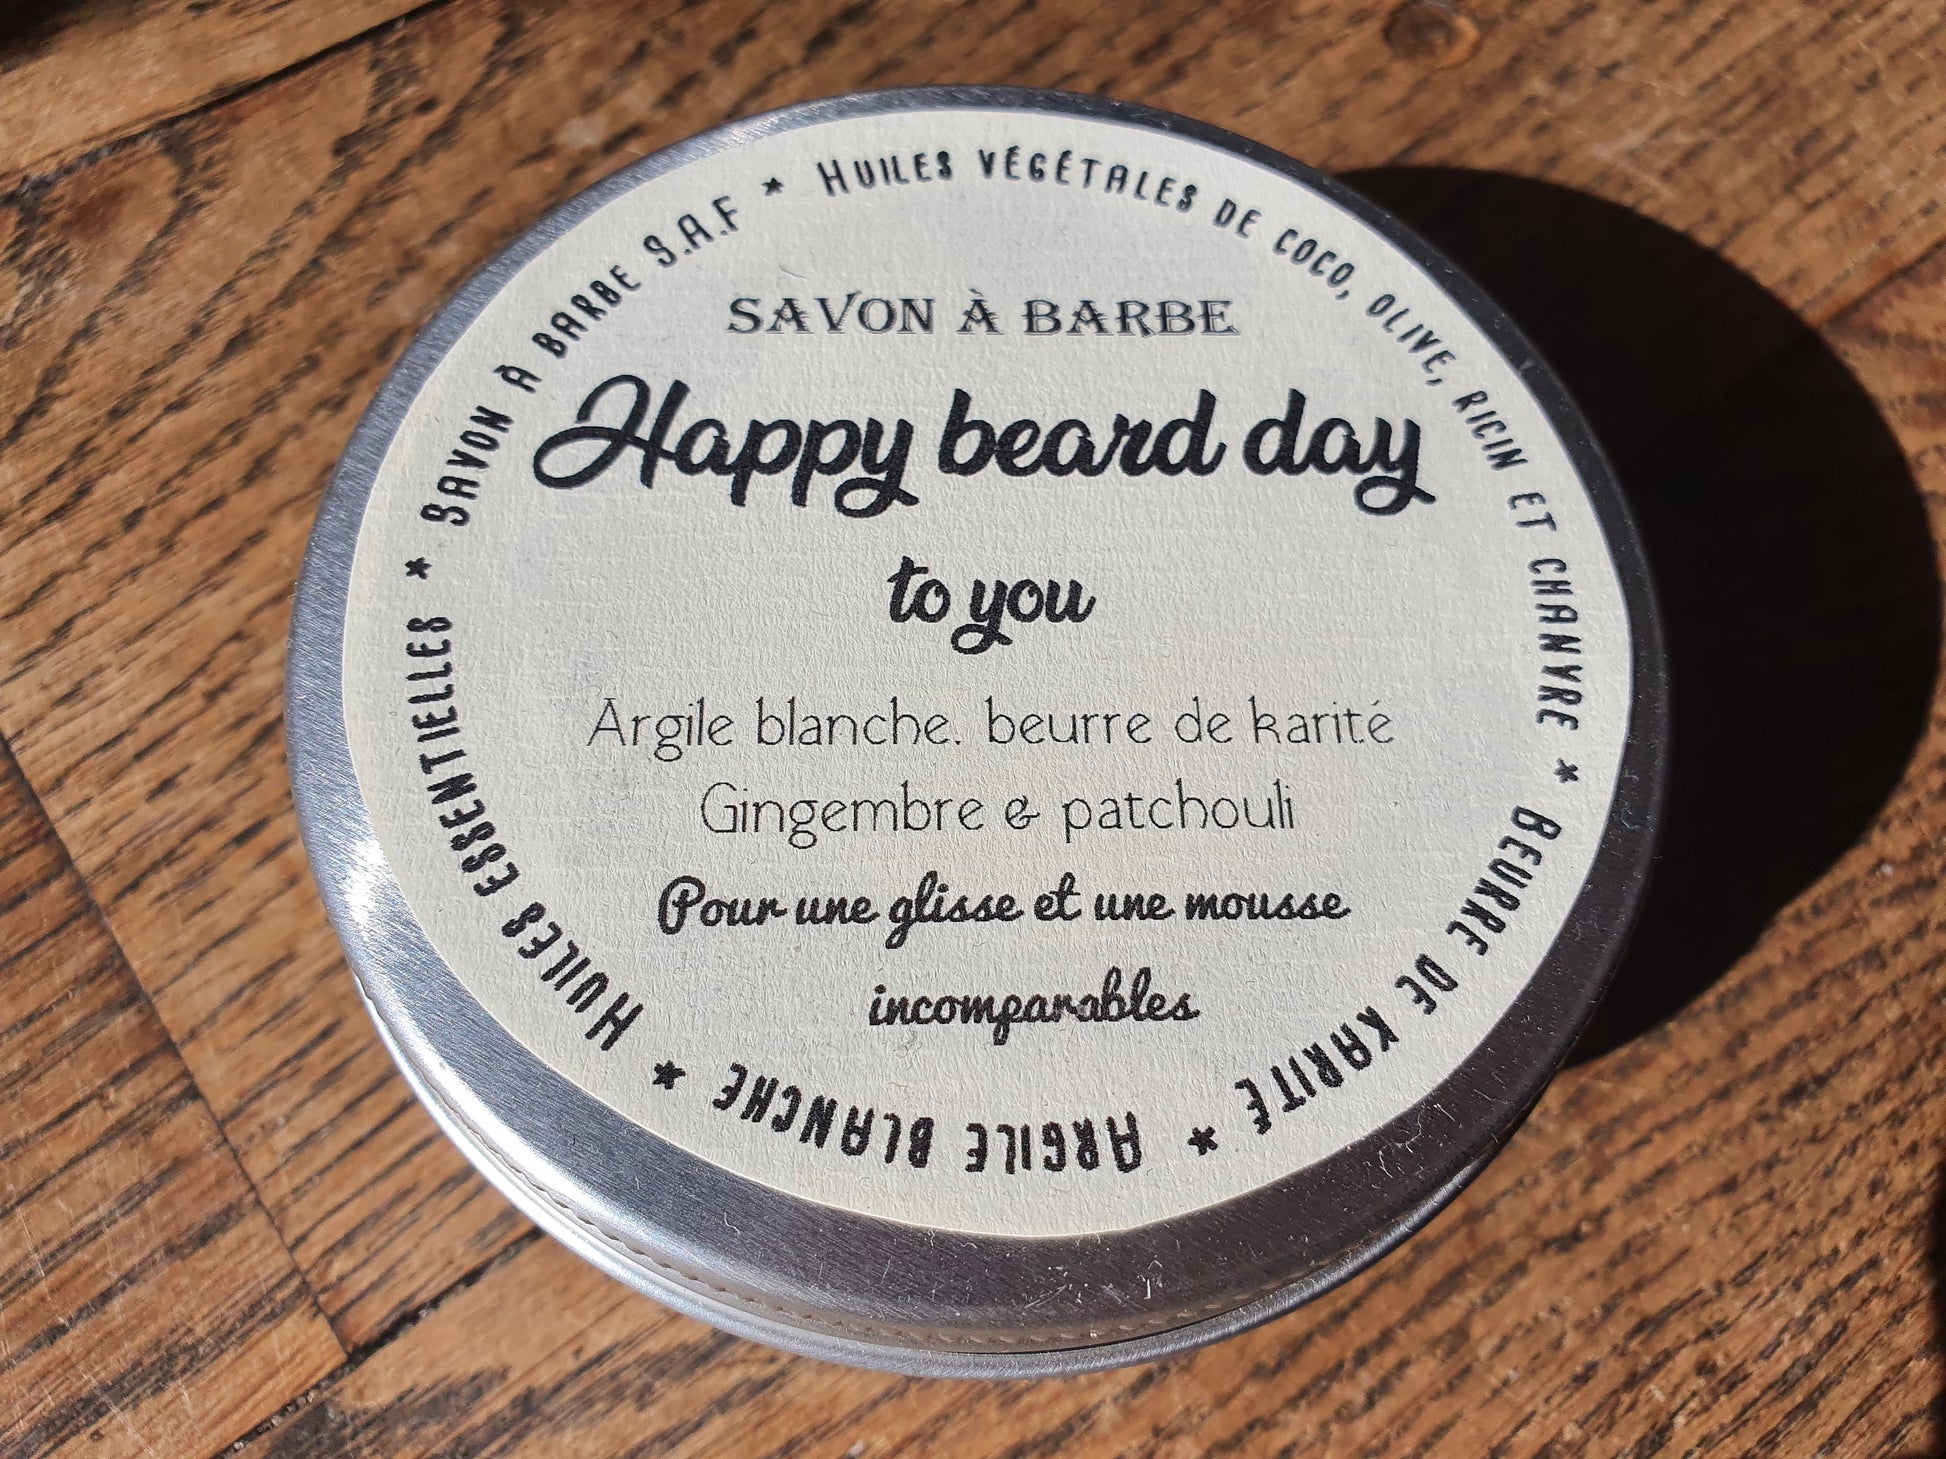 SAVON À BARBE
Happy beard day
to you
Argile blanche, beurre de karité
Gingembre & patchouli
Pour une glisse et une mousse
incomparables
* SAVON À BARBE S.A.F * HUILES VÉGÉTALES DE COCO, OLIVE, RICIN ET CHANVRE * BEURRE DE KARITÉ * ARGILE BLANCHE * HUILES ESSENTIELLES